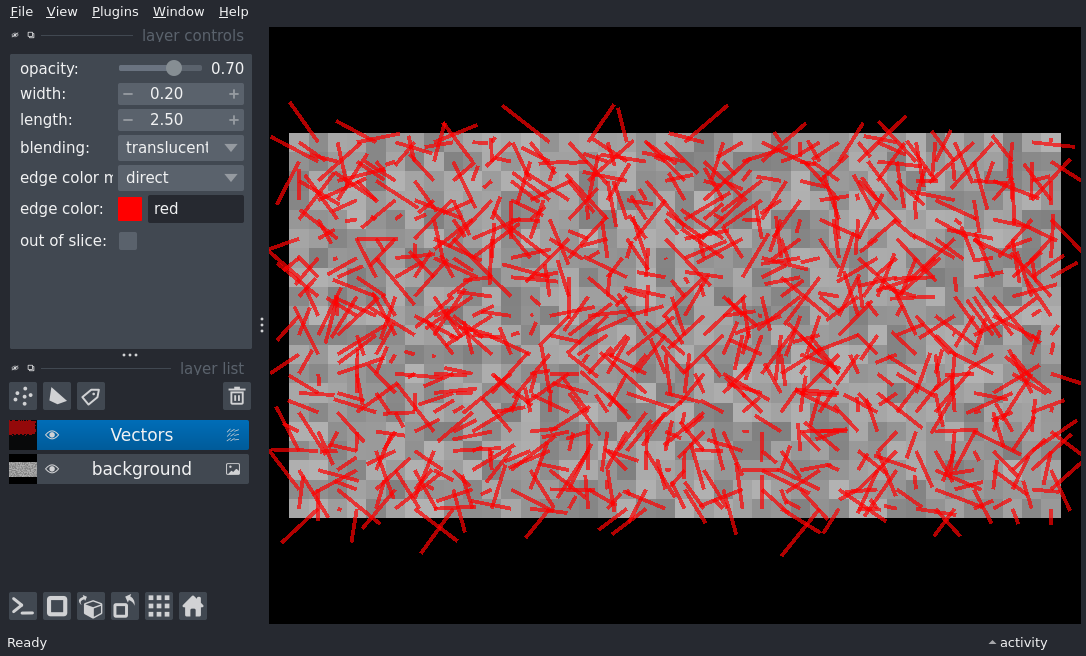 File View Plugins Window Help
layer controls
opacity: 0.70
width: 0.20
length: 2.50
blending: translucent
edge color m direct
edge color: red
out of slice:
layer list
Vectors
background
Ready
activity